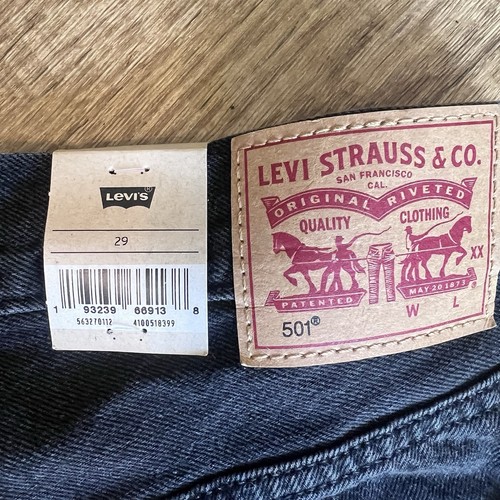 LEVI'S®
29
1 93239 66913 8
563270112 4100518399
LEVI STRAUSS & CO.
SAN FRANCISCO
CAL.
ORIGINAL RIVETED
QUALITY CLOTHING
XX
PATENTED MAY 20 1873
501® W L